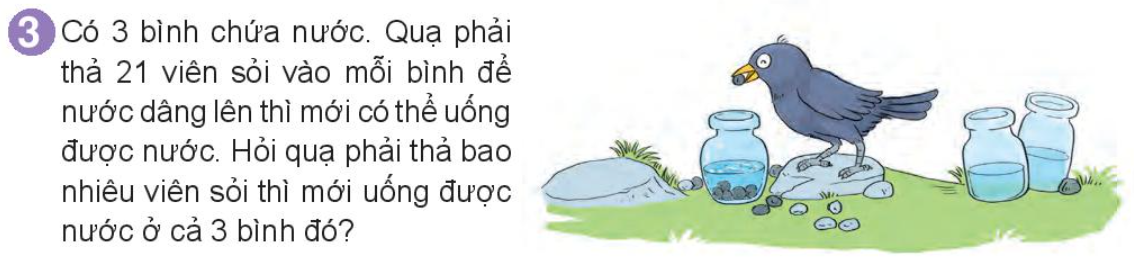 3 Có 3 bình chứa nước. Quạ phải
thả 21 viên sỏi vào mỗi bình để
nước dâng lên thì mới có thể uống
được nước. Hỏi quạ phải thả bao
nhiêu viên sỏi thì mới uống được
nước ở cả 3 bình đó?